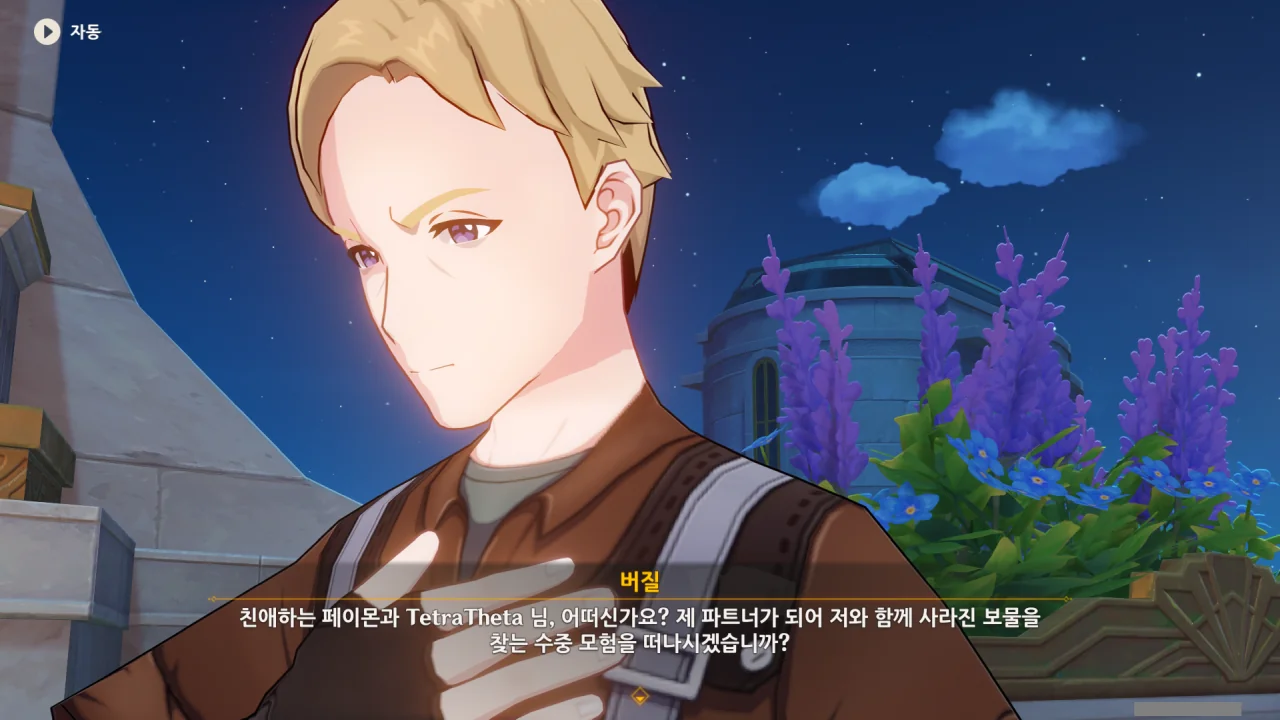 자동
버질
친애하는 페이몬과 TetraTheta 님, 어떠신가요? 제 파트너가 되어 저와 함께 사라진 보물을
찾는 수중 모험을 떠나시겠습니까?